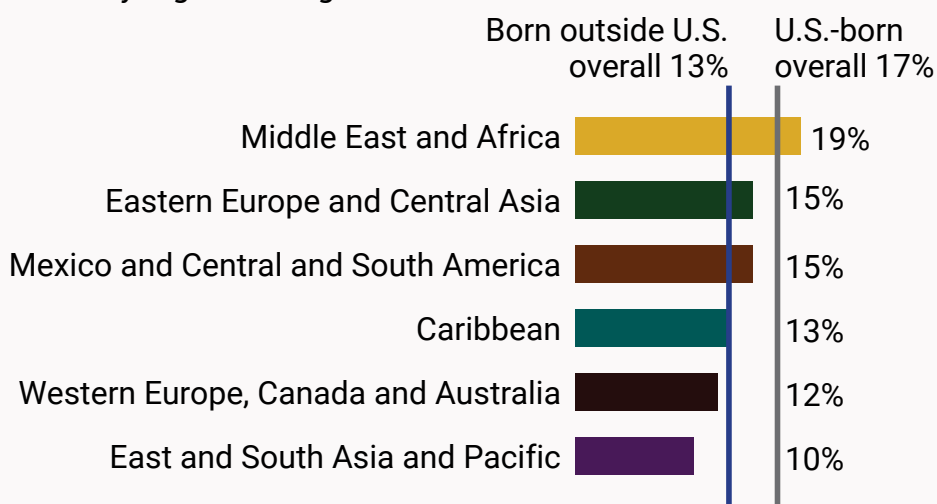 Born outside U.S.
overall 13%
U.S.-born
overall 17%
Middle East and Africa 19%
Eastern Europe and Central Asia 15%
Mexico and Central and South America 15%
Caribbean 13%
Western Europe, Canada and Australia 12%
East and South Asia and Pacific 10%